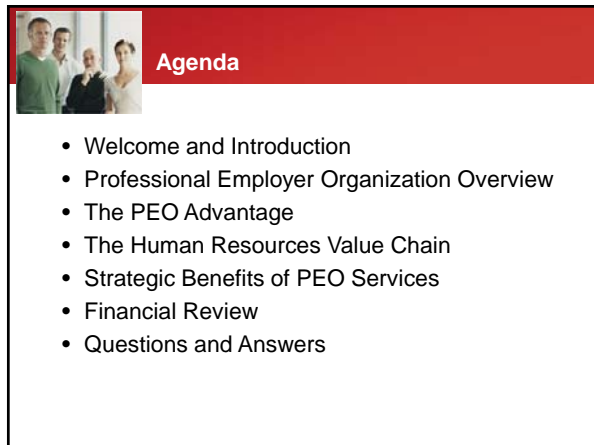 Agenda
• Welcome and Introduction
• Professional Employer Organization Overview
• The PEO Advantage
• The Human Resources Value Chain
• Strategic Benefits of PEO Services
• Financial Review
• Questions and Answers